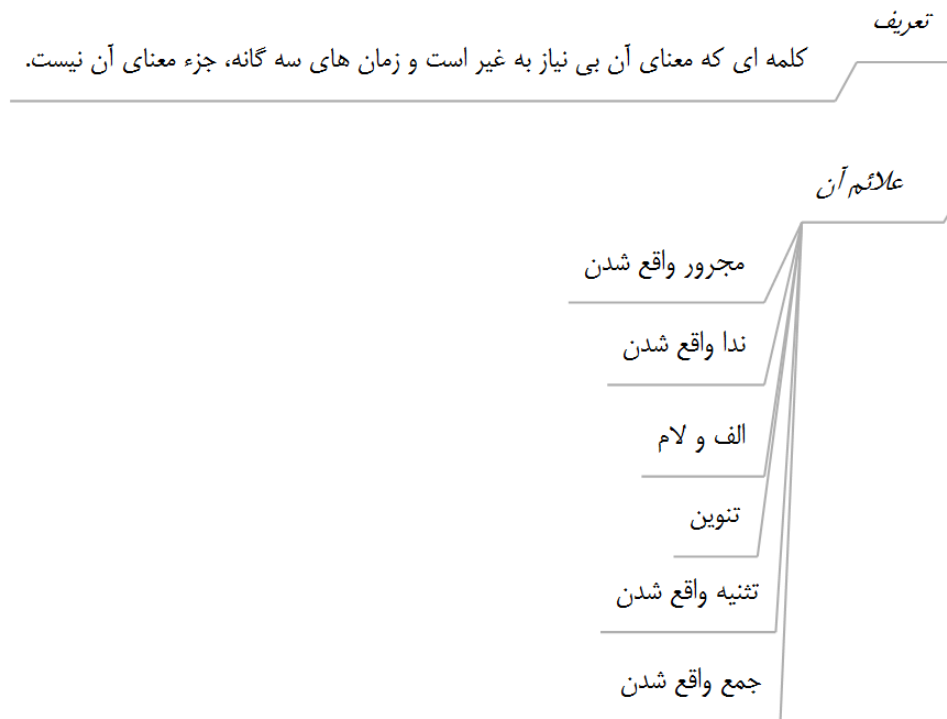 تعریف
کلمه ای که معنای آن بی نیاز به غیر است و زمان های سه گانه، جزء معنای آن نیست.
علائم آن
مجرور واقع شدن
ندا واقع شدن
الف و لام
تنوین
تثنیه واقع شدن
جمع واقع شدن